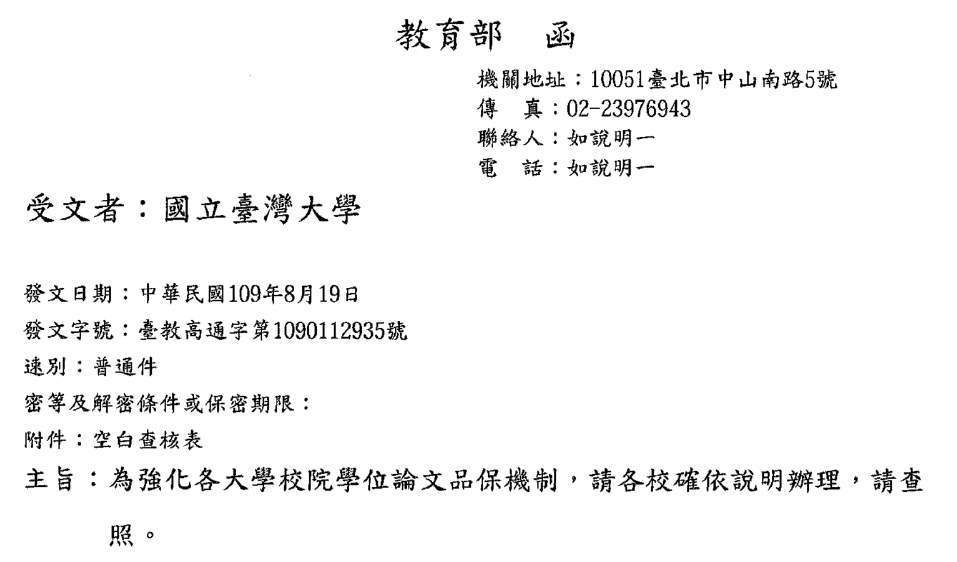 教育部 函
機關地址：10051臺北市中山南路5號
傳 真：02-23976943
聯絡人：如說明一
電 話：如說明一
受文者：國立臺灣大學
發文日期：中華民國109年8月19日
發文字號：臺教高通字第1090112935號
速別：普通件
密等及解密條件或保密期限：
附件：空白查核表
主旨：為強化各大學校院學位論文品保機制，請各校確依說明辦理，請查
照。